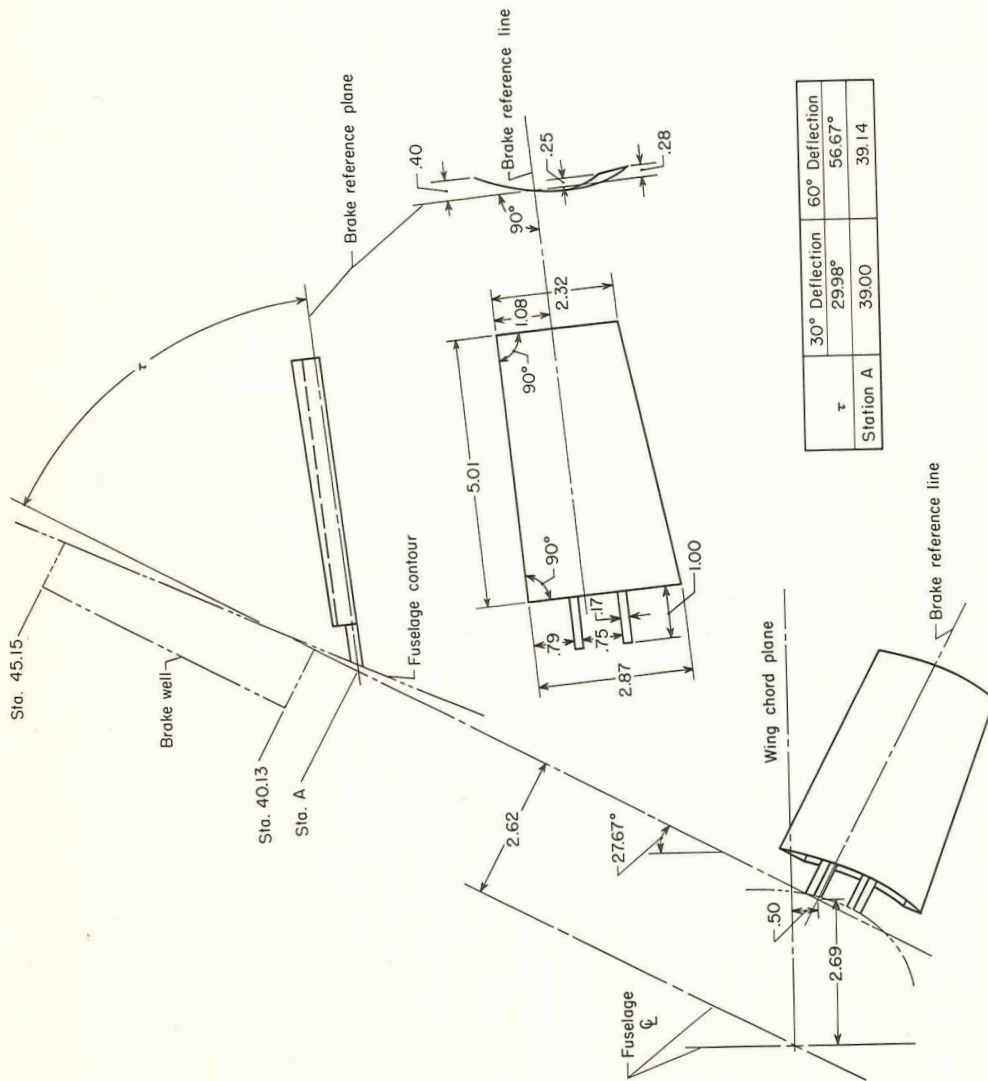 Sta. 45.15
Brake well
Sta. 40.13
Sta. A
Fuselage contour
τ
Brake reference plane
.40
Brake reference line
90°
.25
.28
5.01
90°
90°
1.08
2.32
.79
.75
.17
2.87
1.00
2.62
27.67°
Fuselage
℄
Wing chord plane
.50
2.69
Brake reference line
30° Deflection 60° Deflection
τ 29.98° 56.67°
Station A 39.00 39.14